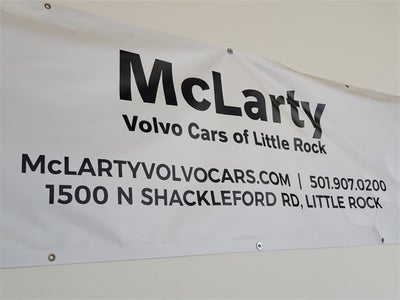 McLarty
Volvo Cars of Little Rock
McLARTYVOLVOCARS.COM | 501.907.0200
1500 N SHACKLEFORD RD, LITTLE ROCK